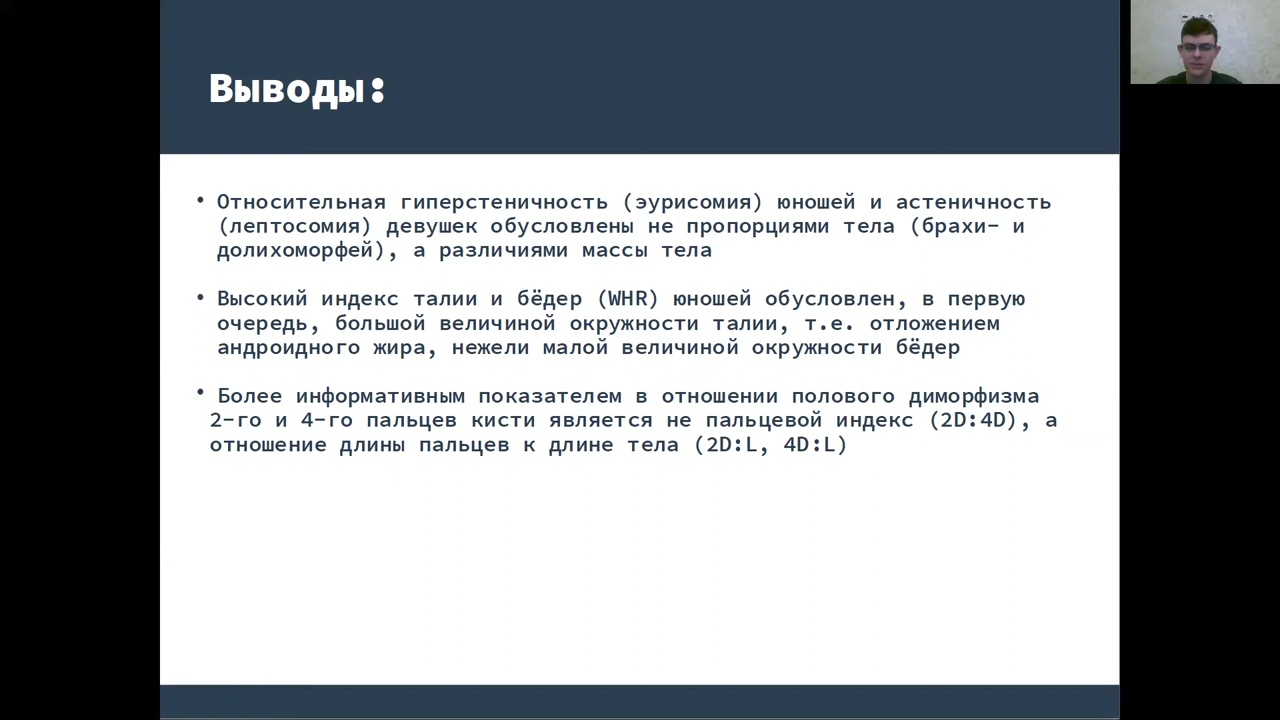 Выводы:
• Относительная гиперстеничность (эурисомия) юношей и астеничность
(лептосомия) девушек обусловлены не пропорциями тела (брахи- и
долихоморфей), а различиями массы тела
• Высокий индекс талии и бёдер (WHR) юношей обусловлен, в первую
очередь, большой величиной окружности талии, т.е. отложением
андроидного жира, нежели малой величиной окружности бёдер
• Более информативным показателем в отношении полового диморфизма
2-го и 4-го пальцев кисти является не пальцевой индекс (2D:4D), а
отношение длины пальцев к длине тела (2D:L, 4D:L)